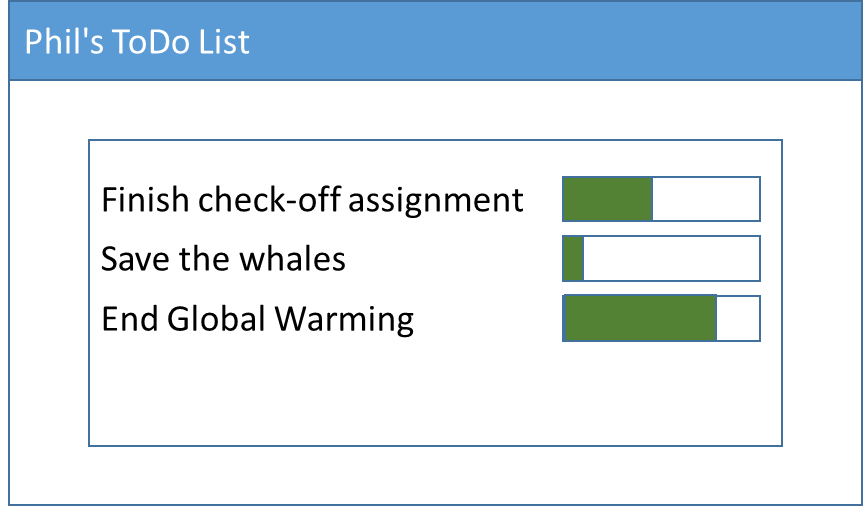 Phil's ToDo List
Finish check-off assignment
Save the whales
End Global Warming